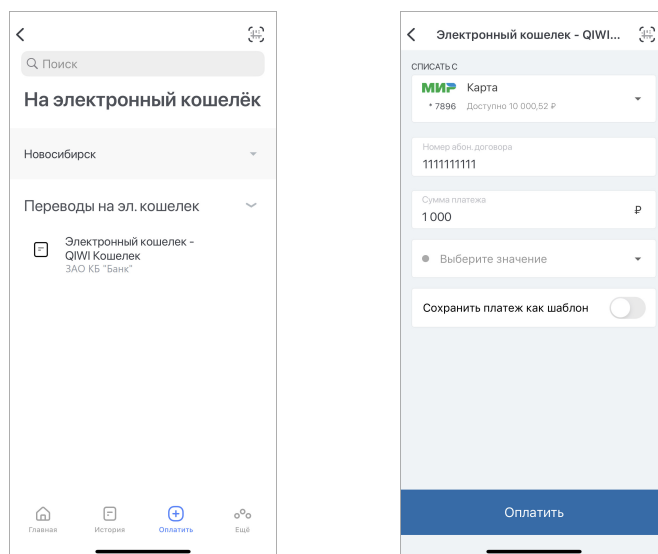 Поиск
На электронный кошелёк
Новосибирск
Переводы на эл. кошелек
Электронный кошелек -
QIWI Кошелек
ЗАО КБ "Банк"
Главная
История
Оплатить
Ещё
Электронный кошелек - QIWI...
СПИСАТЬ С
МИР Карта
* 7896 Доступно 10 000,52 ₽
Номер абон. договора
1111111111
Сумма платежа
1 000 ₽
Выберите значение
Сохранить платеж как шаблон
Оплатить